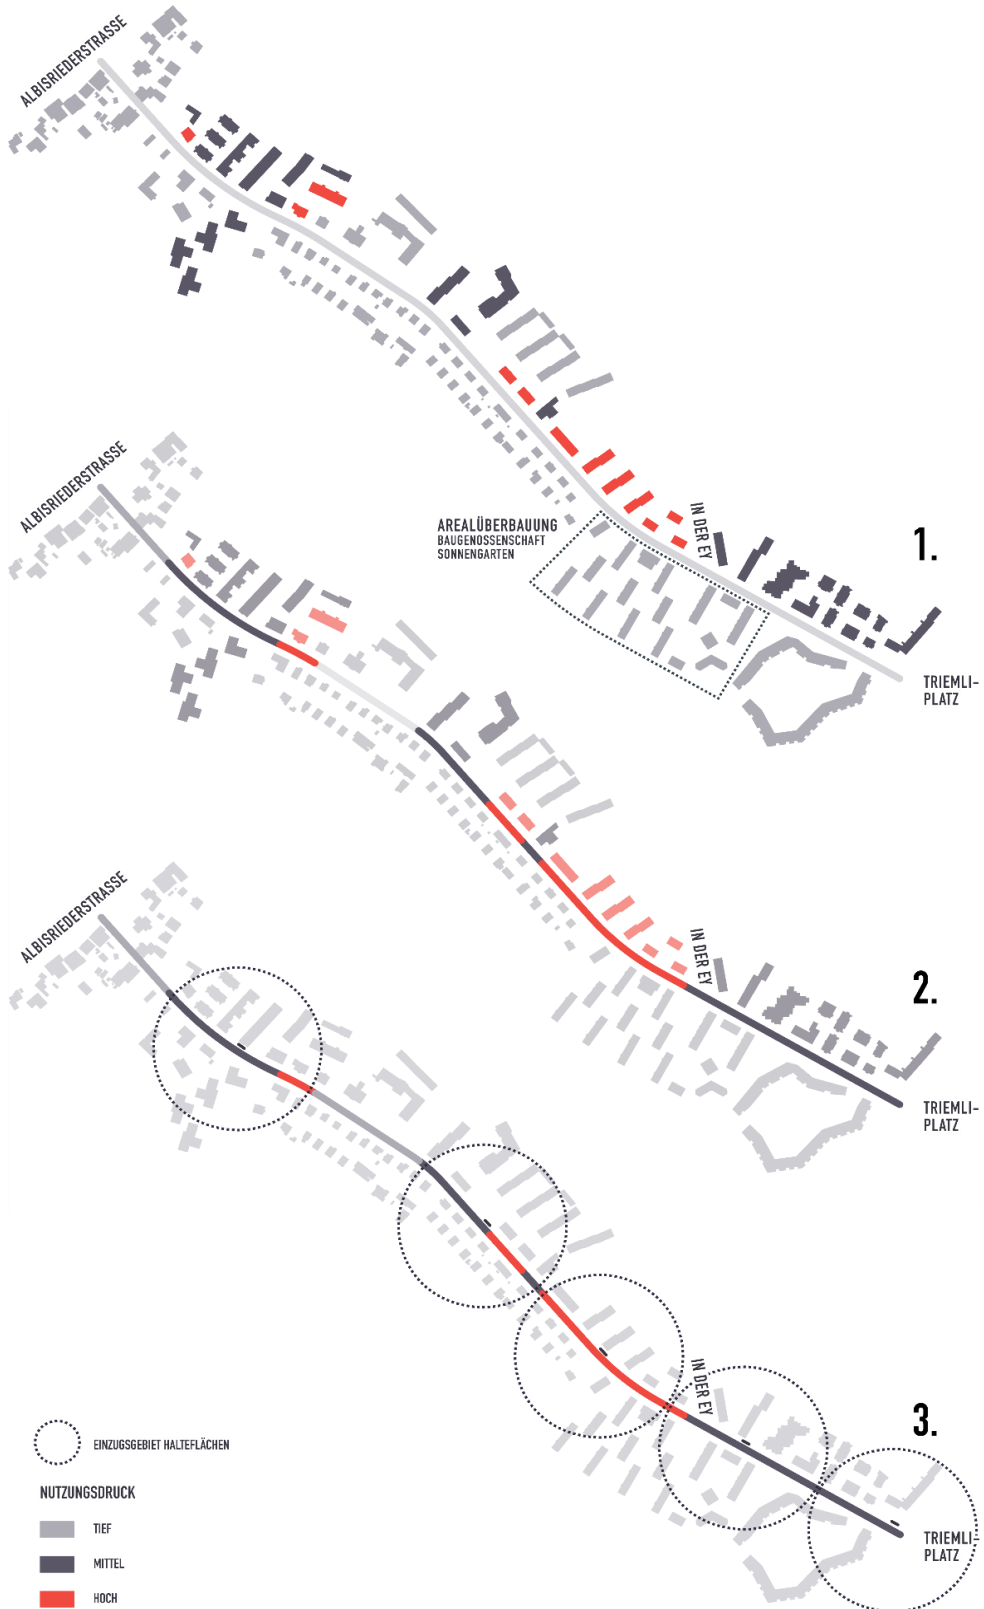 ALBISRIEDERSTRASSE
AREALÜBERBAUUNG
BAUGENOSSENSCHAFT
SONNENGARTEN
IN DER EY
1.
TRIEMLI-
PLATZ
ALBISRIEDERSTRASSE
IN DER EY
2.
TRIEMLI-
PLATZ
ALBISRIEDERSTRASSE
IN DER EY
3.
TRIEMLI-
PLATZ
EINZUGSGEBIET HALTEFLÄCHEN
NUTZUNGSDRUCK
TIEF
MITTEL
HOCH